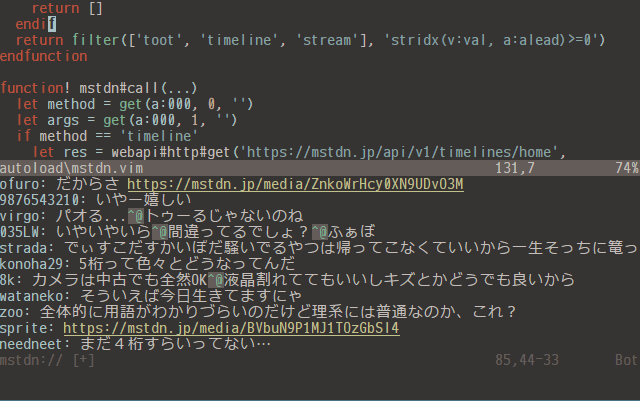 return []
endif
return filter(['toot', 'timeline', 'stream'], 'stridx(v:val, a:alead)>=0')
endfunction
function! mstdn#call(...)
let method = get(a:000, 0, '')
let args = get(a:000, 1, '')
if method == 'timeline'
let res = webapi#http#get('https://mstdn.jp/api/v1/timelines/home',
autoload\mstdn.vim 131,7 74%
ofuro: だからさ https://mstdn.jp/media/ZnkoWrHcy0XN9UDvO3M
9876543210: いやー嬉しい
virgo: パオる...^@トゥーるじゃないのね
035LW: いやいやいら^@間違ってるでしょ？^@ふぁぼ
strada: でぃすこだすかいぼだ騒いでるやつは帰ってこなくていいから一生そっちに篭っ
konoha29: 5桁って色々とどうなってんだ
8k: カメラは中古でも全然OK^@液晶割れててもいいしキズとかどうでも良いから
wataneko: そういえば今日生きてますにゃ
zoo: 全体的に用語がわかりづらいのだけど理系には普通なのか、これ？
sprite: https://mstdn.jp/media/BVbuN9P1MJ1TOzGbSI4
needneet: まだ４桁すらいってない…
mstdn:// [+] 85,44-33 Bot